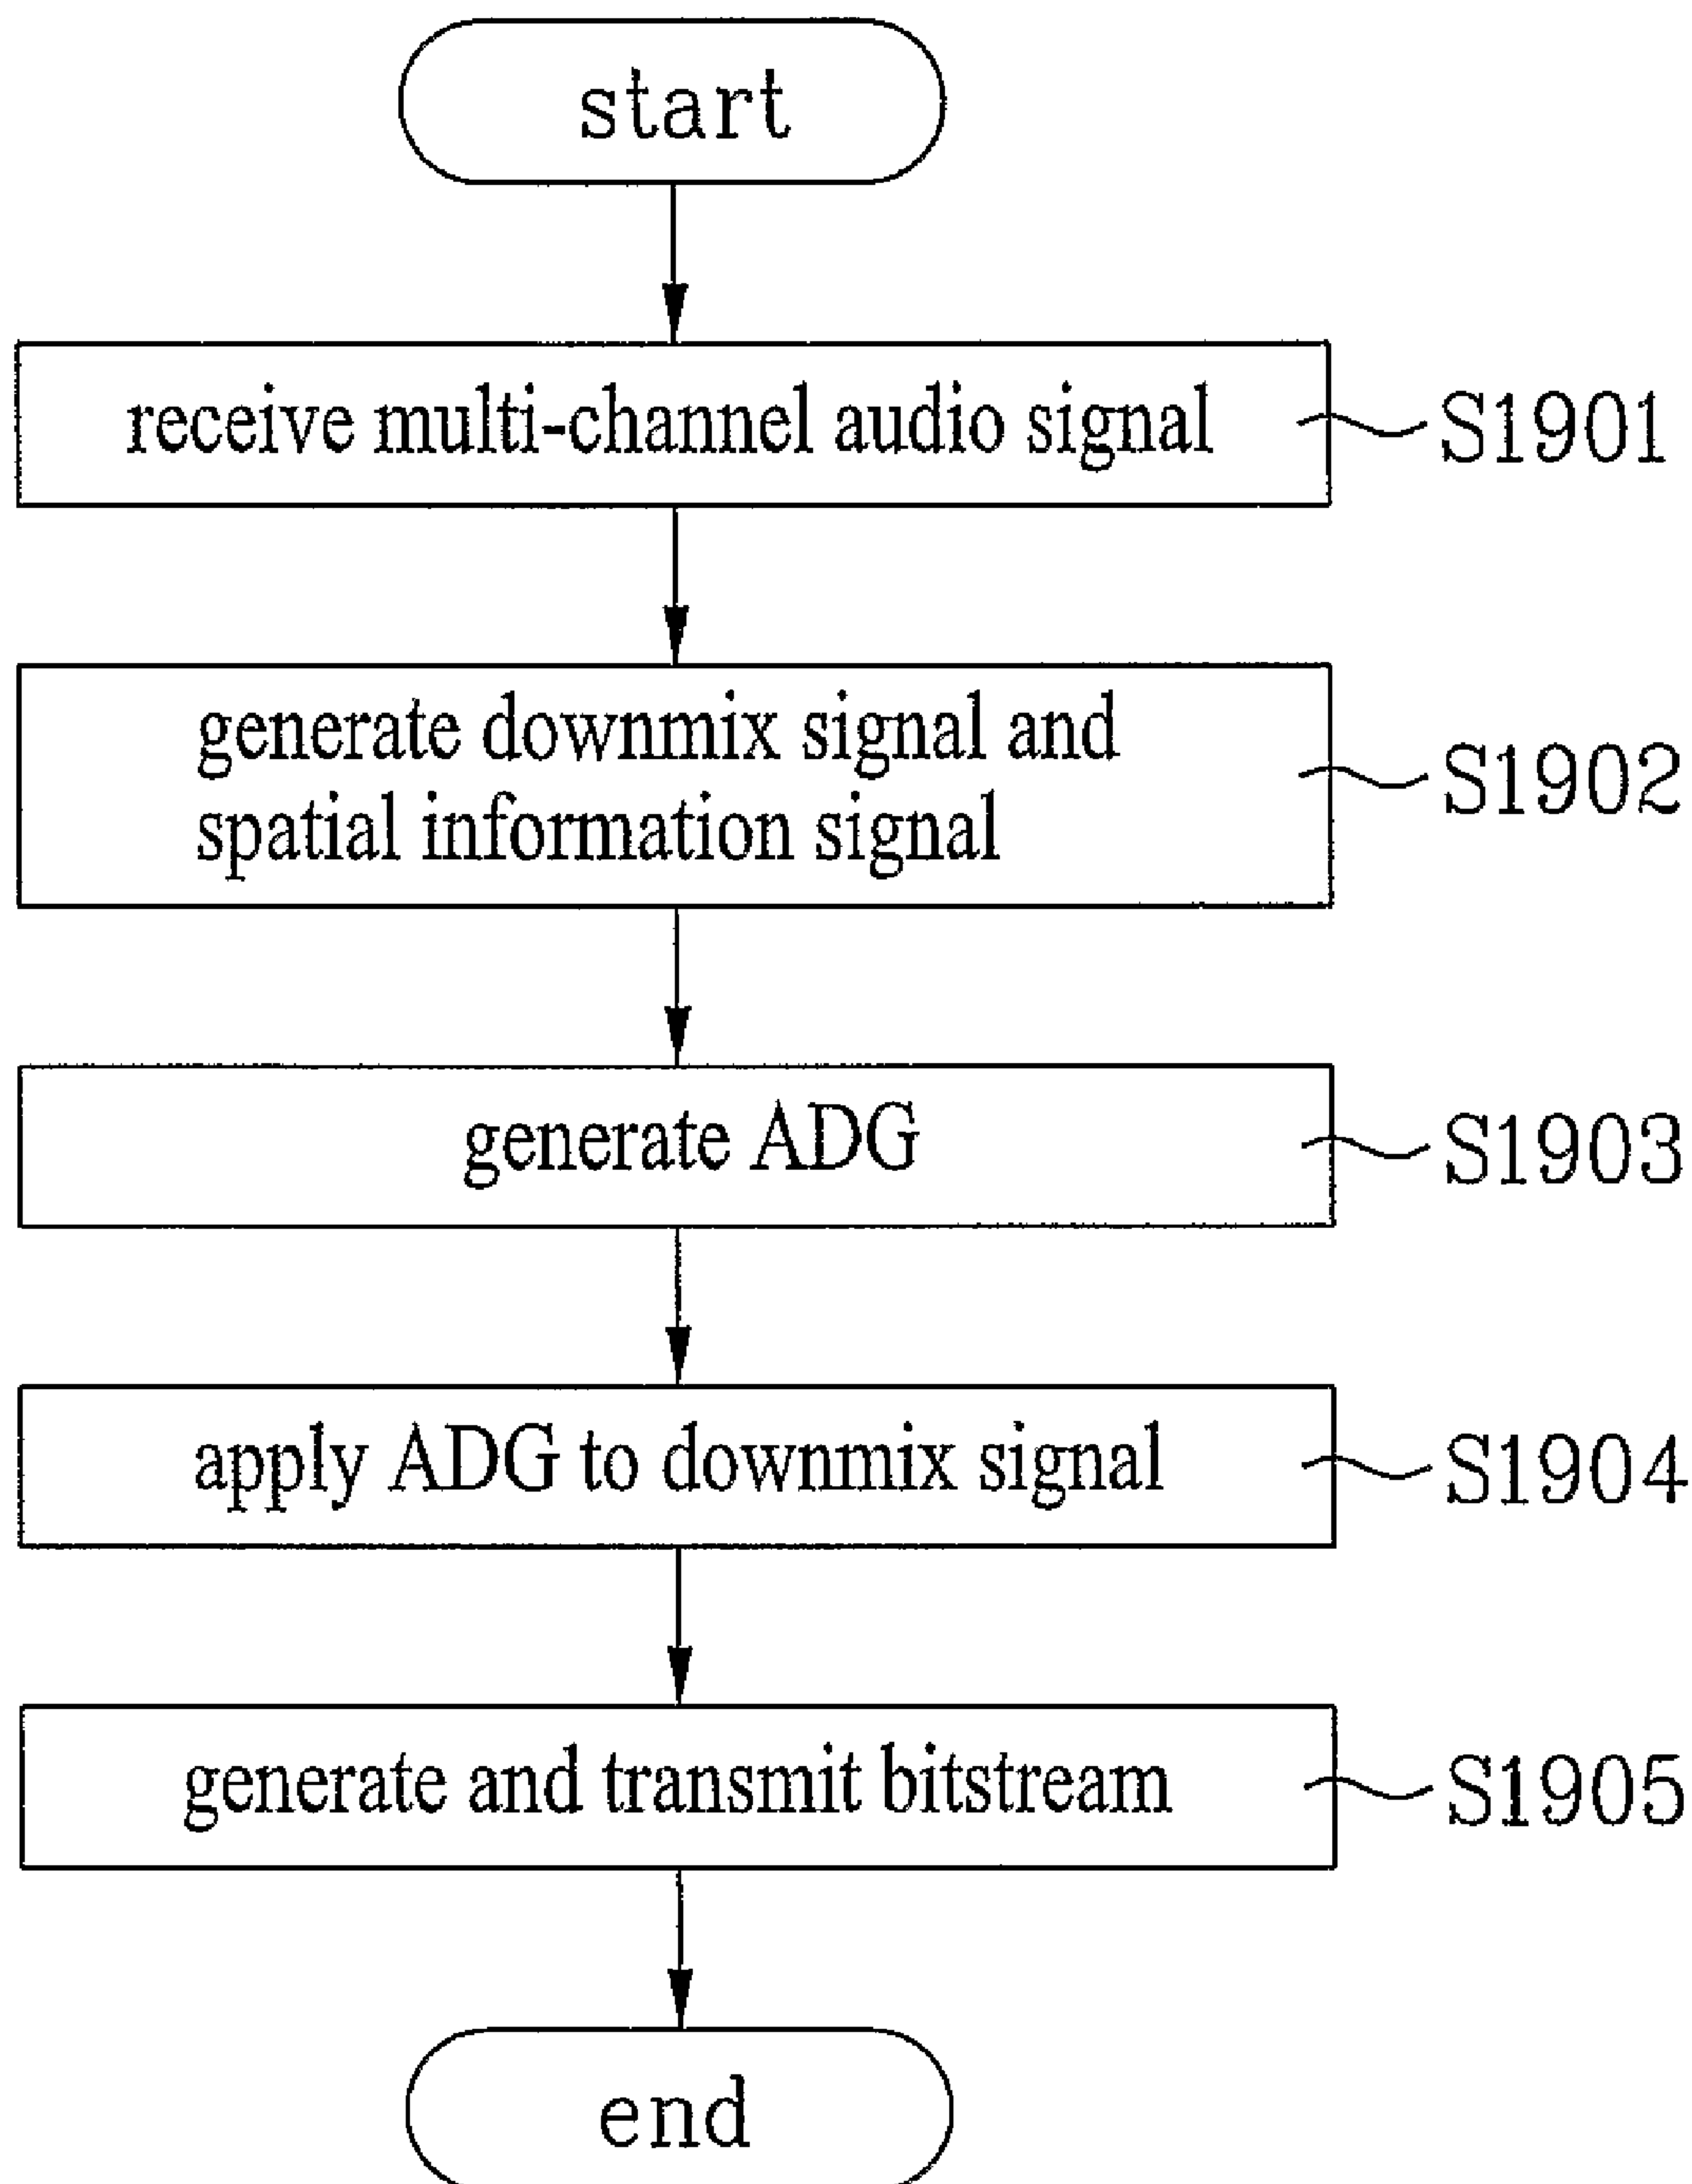 start
receive multi-channel audio signal
S1901
generate downmix signal and
spatial information signal
S1902
generate ADG
S1903
apply ADG to downmix signal
S1904
generate and transmit bitstream
S1905
end